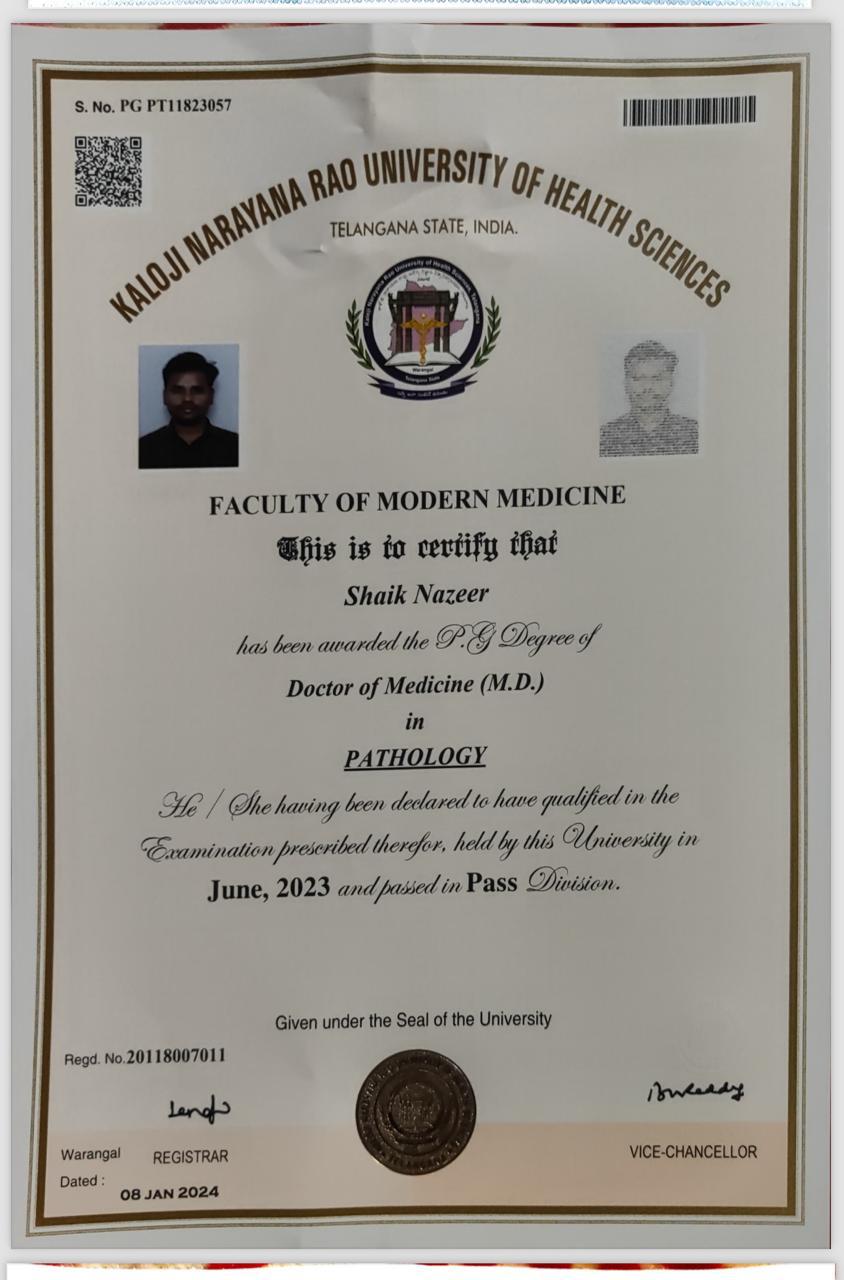 S. No. PG PT11823057
KALOJI NARAYANA RAO UNIVERSITY OF HEALTH SCIENCES
TELANGANA STATE, INDIA.
Kaloji Narayana Rao University of Health Sciences, Telangana
Warangal
Telangana State
FACULTY OF MODERN MEDICINE
This is to certify that
Shaik Nazeer
has been awarded the P.G Degree of
Doctor of Medicine (M.D.)
in
PATHOLOGY
He / She having been declared to have qualified in the
Examination prescribed therefor, held by this University in
June, 2023 and passed in Pass Division.
Given under the Seal of the University
Regd. No.20118007011
Warangal REGISTRAR
VICE-CHANCELLOR
Dated :
08 JAN 2024